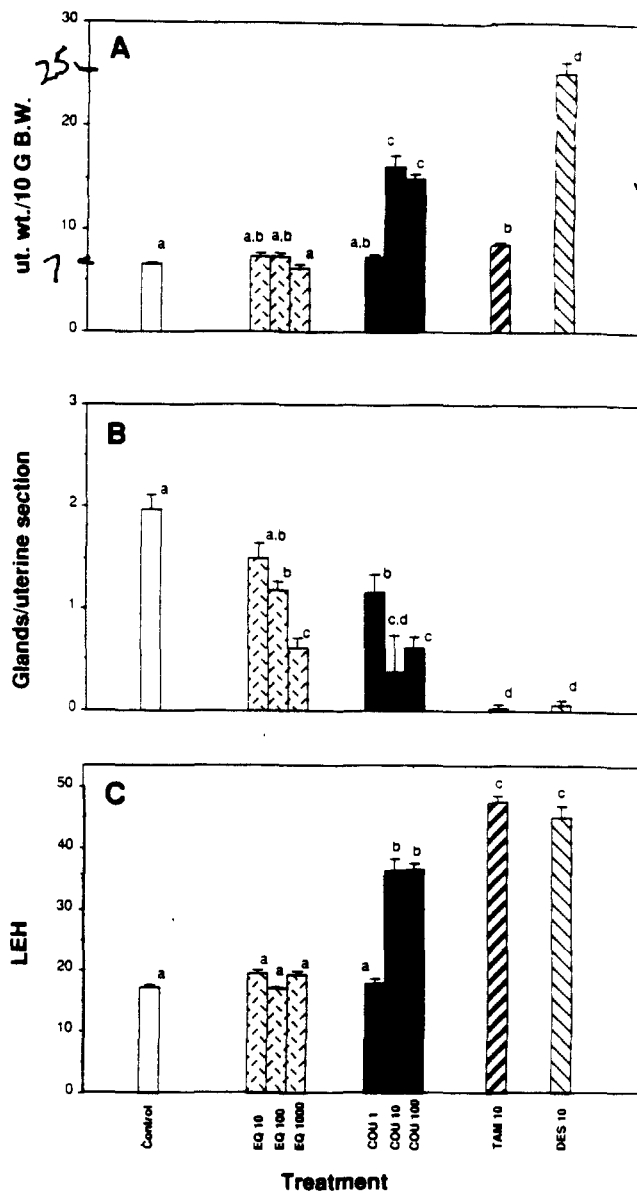 A
30
25
20
10
7
0
ut. wt./10 G B.W.
a
a,b
a,b
a
a,b
c
c
b
d
B
3
2
1
0
Glands/uterine section
a
a,b
b
c
b
c,d
c
d
d
C
50
40
30
20
10
0
LEH
a
a
a
a
a
b
b
c
c
Control
EQ 10
EQ 100
EQ 1000
COU 1
COU 10
COU 100
TAM 10
DES 10
Treatment